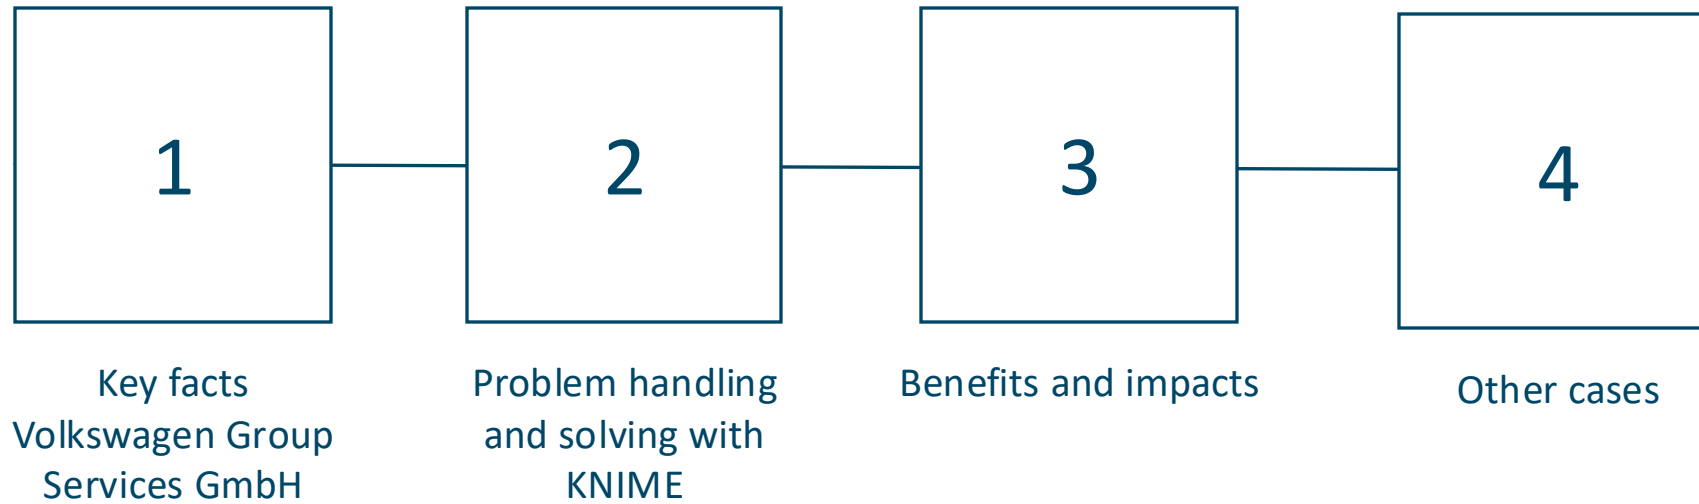 1
2
3
4
Key facts
Volkswagen Group
Services GmbH
Problem handling
and solving with
KNIME
Benefits and impacts
Other cases